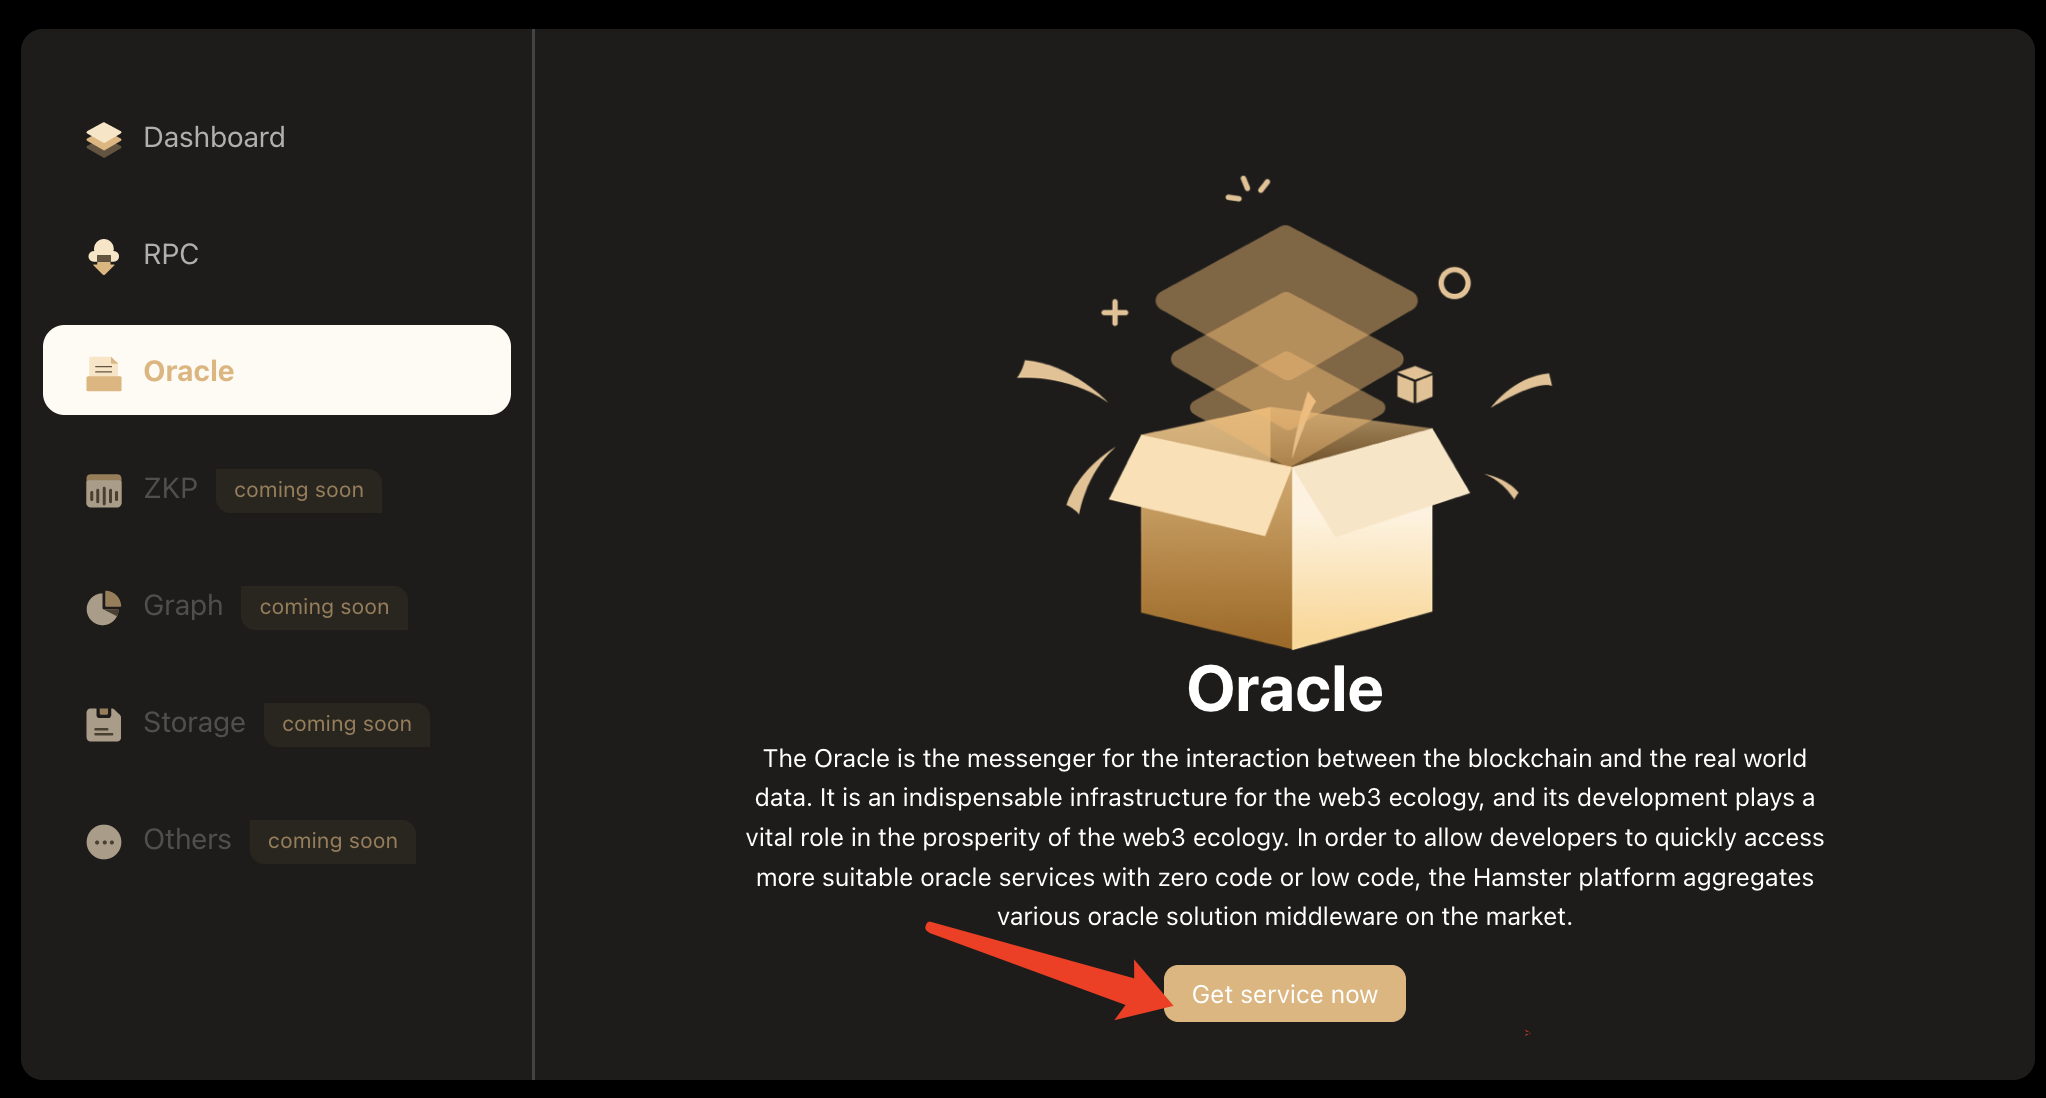 Dashboard
RPC
Oracle
ZKP coming soon
Graph coming soon
Storage coming soon
Others coming soon
Oracle
The Oracle is the messenger for the interaction between the blockchain and the real world
data. It is an indispensable infrastructure for the web3 ecology, and its development plays a
vital role in the prosperity of the web3 ecology. In order to allow developers to quickly access
more suitable oracle services with zero code or low code, the Hamster platform aggregates
various oracle solution middleware on the market.
Get service now